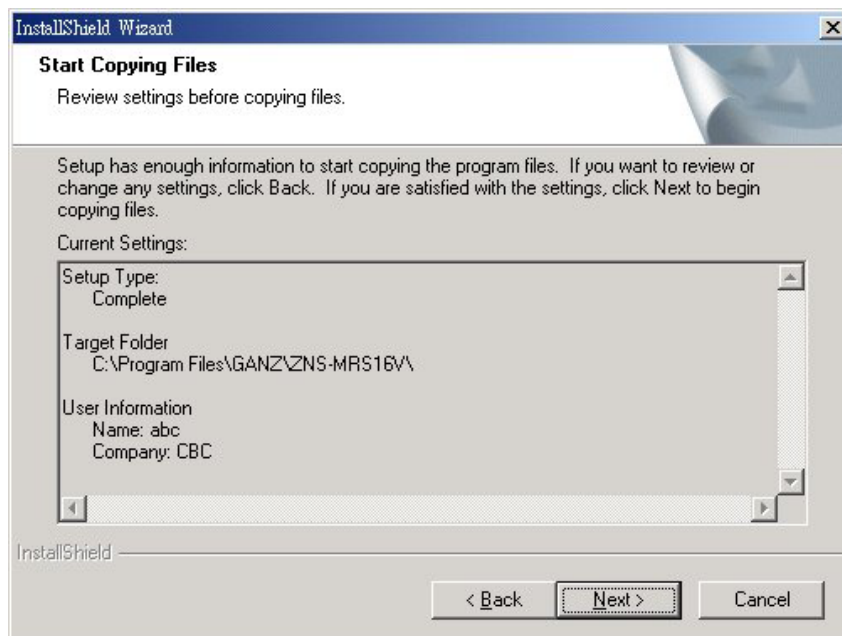 InstallShield Wizard
Start Copying Files
Review settings before copying files.
Setup has enough information to start copying the program files. If you want to review or
change any settings, click Back. If you are satisfied with the settings, click Next to begin
copying files.
Current Settings:
Setup Type:
Complete
Target Folder
C:\Program Files\GANZ\ZNS-MRS16V\
User Information
Name: abc
Company: CBC
InstallShield
< Back
Next >
Cancel